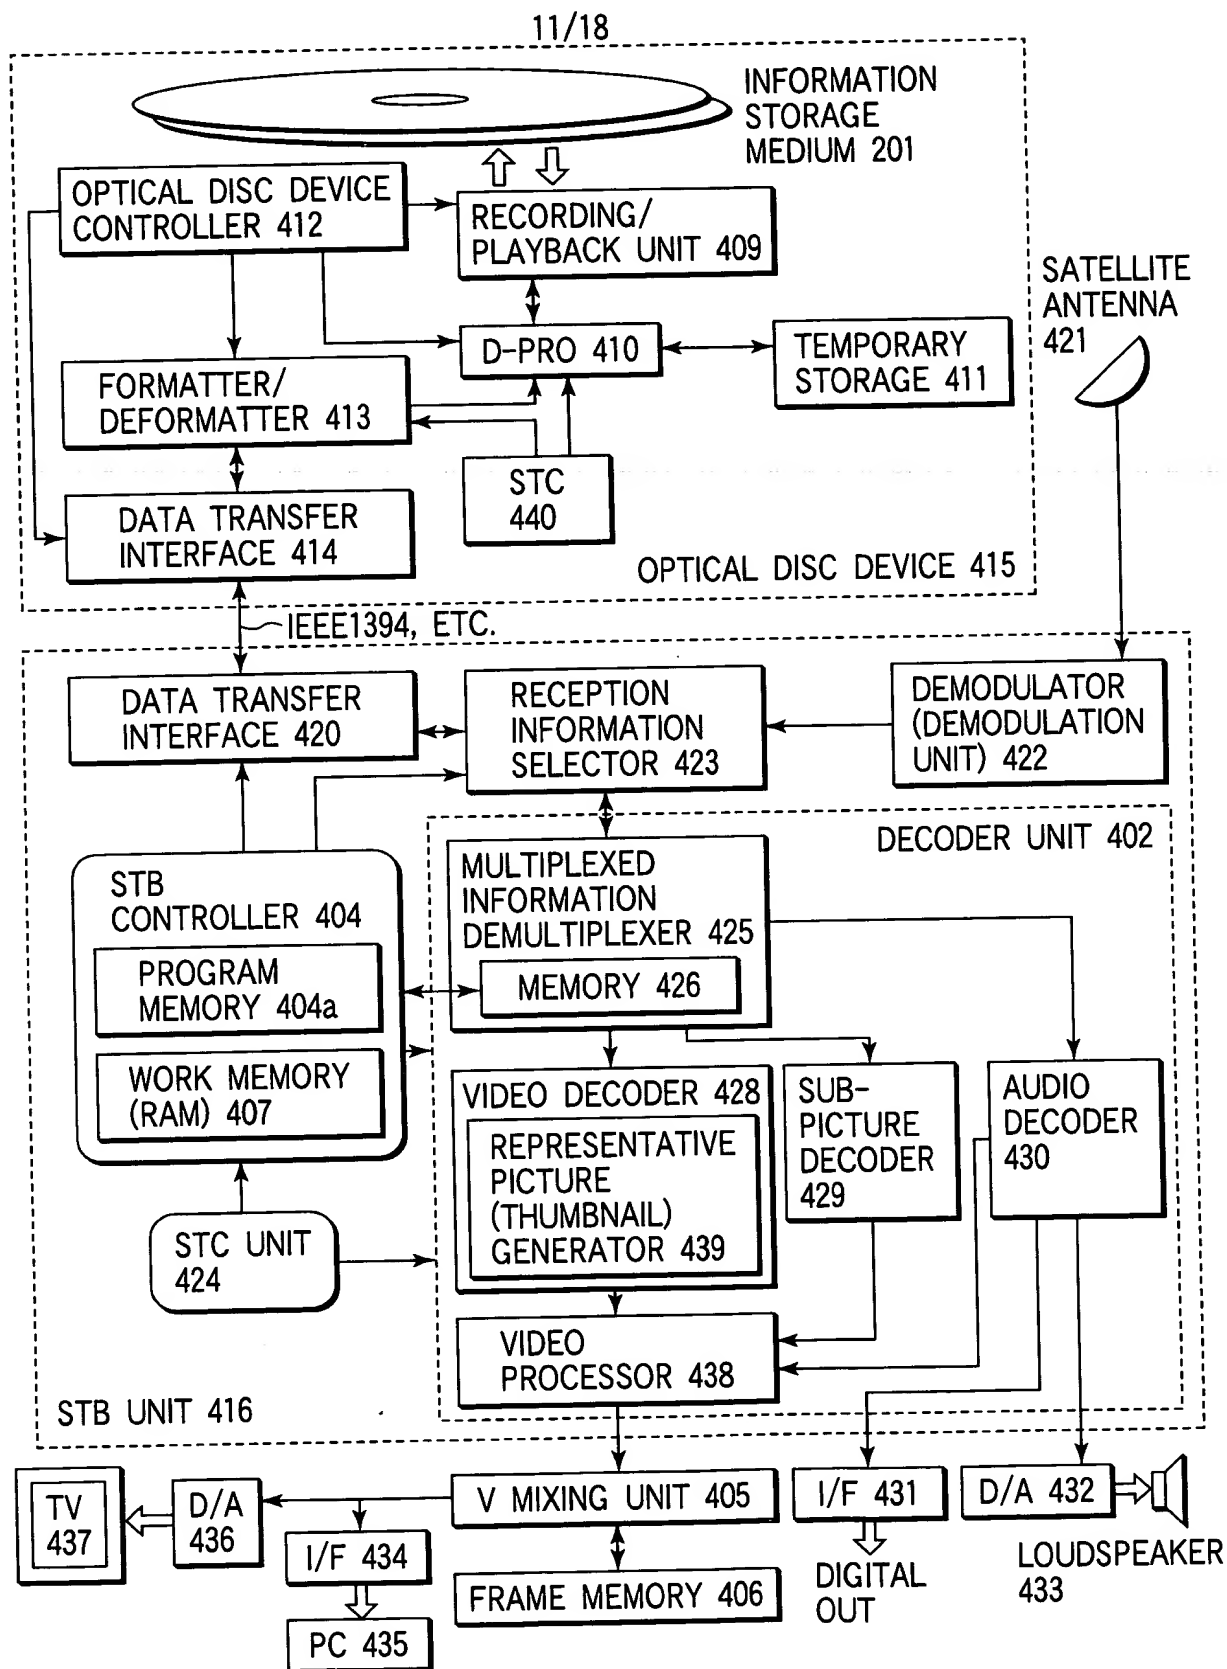 11/18
INFORMATION
STORAGE
MEDIUM 201
OPTICAL DISC DEVICE
CONTROLLER 412
RECORDING/
PLAYBACK UNIT 409
SATELLITE
ANTENNA
421
D-PRO 410
TEMPORARY
STORAGE 411
FORMATTER/
DEFORMATTER 413
STC
440
DATA TRANSFER
INTERFACE 414
OPTICAL DISC DEVICE 415
IEEE1394, ETC.
DATA TRANSFER
INTERFACE 420
RECEPTION
INFORMATION
SELECTOR 423
DEMODULATOR
(DEMODULATION
UNIT) 422
DECODER UNIT 402
STB
CONTROLLER 404
PROGRAM
MEMORY 404a
WORK MEMORY
(RAM) 407
MULTIPLEXED
INFORMATION
DEMULTIPLEXER 425
MEMORY 426
VIDEO DECODER 428
REPRESENTATIVE
PICTURE
(THUMBNAIL)
GENERATOR 439
SUB-
PICTURE
DECODER
429
AUDIO
DECODER
430
STC UNIT
424
VIDEO
PROCESSOR 438
STB UNIT 416
TV
437
D/A
436
V MIXING UNIT 405
I/F 431
D/A 432
I/F 434
FRAME MEMORY 406
DIGITAL
OUT
LOUDSPEAKER
433
PC 435